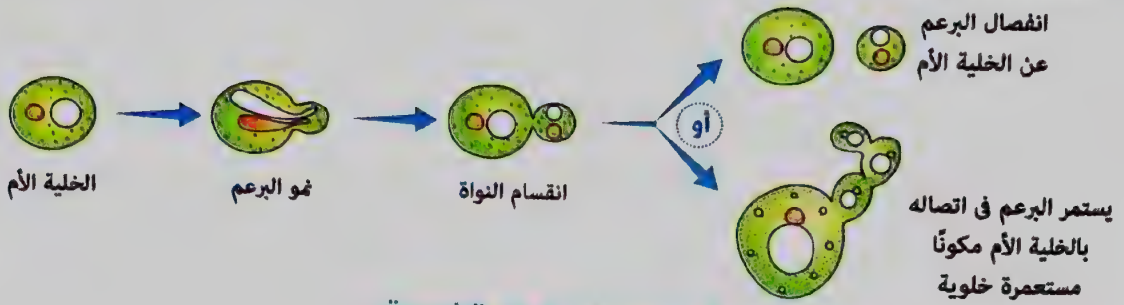 الخلية الأم
نمو البرعم
انقسام النواة
أو
انفصال البرعم
عن الخلية الأم
يستمر البرعم فى اتصاله
بالخلية الأم مكونًا
مستعمرة خلوية